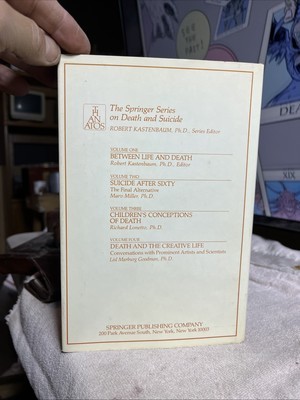 THANATOS
The Springer Series
on Death and Suicide
ROBERT KASTENBAUM, Ph.D., Series Editor
VOLUME ONE
BETWEEN LIFE AND DEATH
Robert Kastenbaum, Ph.D., Editor
VOLUME TWO
SUICIDE AFTER SIXTY
The Final Alternative
Marv Miller, Ph.D.
VOLUME THREE
CHILDREN'S CONCEPTIONS
OF DEATH
Richard Lonetto, Ph.D.
VOLUME FOUR
DEATH AND THE CREATIVE LIFE
Conversations with Prominent Artists and Scientists
Lisl Marburg Goodman, Ph.D.
SPRINGER PUBLISHING COMPANY
200 Park Avenue South, New York, New York 10003
DEA
XIX